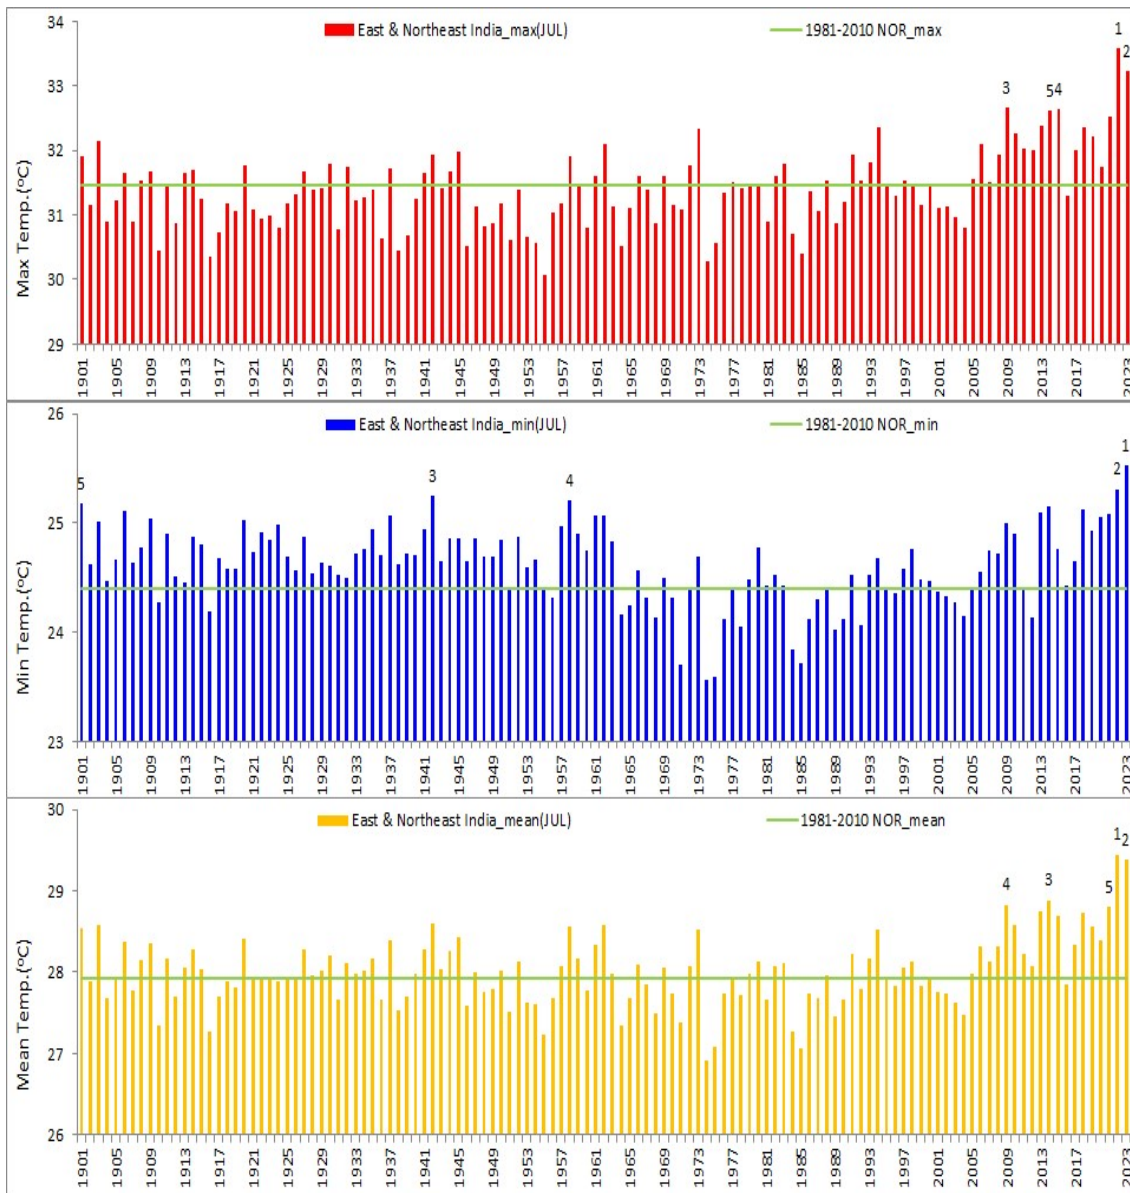 East & Northeast India_max(JUL) 1981-2010 NOR_max
Max Temp.(°C)
34
33
32
31
30
29
3 5 4 1 2
1901 1905 1909 1913 1917 1921 1925 1929 1933 1937 1941 1945 1949 1953 1957 1961 1965 1969 1973 1977 1981 1985 1989 1993 1997 2001 2005 2009 2013 2017 2023
East & Northeast India_min(JUL) 1981-2010 NOR_min
Min Temp.(°C)
26
25
24
23
5 3 4 2 1
1901 1905 1909 1913 1917 1921 1925 1929 1933 1937 1941 1945 1949 1953 1957 1961 1965 1969 1973 1977 1981 1985 1989 1993 1997 2001 2005 2009 2013 2017 2023
East & Northeast India_mean(JUL) 1981-2010 NOR_mean
Mean Temp.(°C)
30
29
28
27
26
4 3 5 1 2
1901 1905 1909 1913 1917 1921 1925 1929 1933 1937 1941 1945 1949 1953 1957 1961 1965 1969 1973 1977 1981 1985 1989 1993 1997 2001 2005 2009 2013 2017 2023